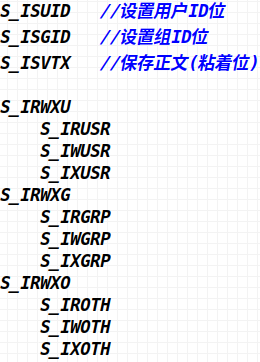 S_ISUID   //设置用户ID位
S_ISGID   //设置组ID位
S_ISVTX   //保存正文(粘着位)
S_IRWXU
    S_IRUSR
    S_IWUSR
    S_IXUSR
S_IRWXG
    S_IRGRP
    S_IWGRP
    S_IXGRP
S_IRWXO
    S_IROTH
    S_IWOTH
    S_IXOTH